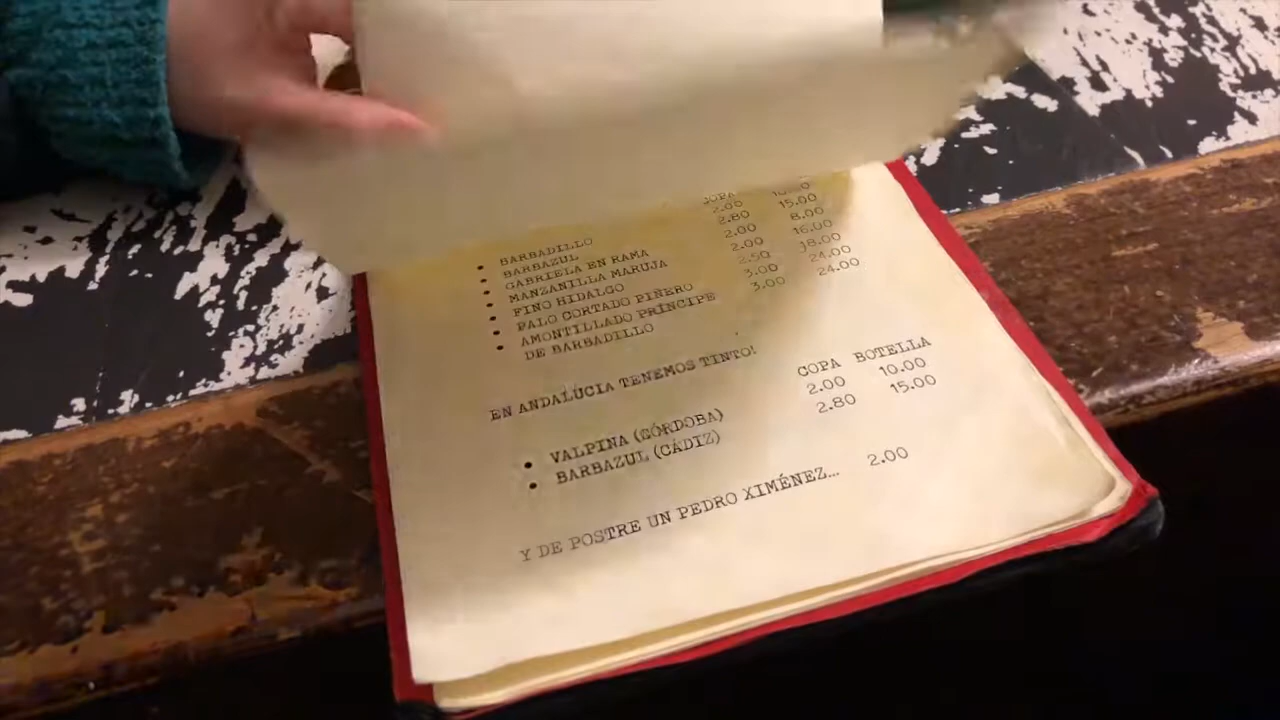 COPA
BARBADILLO 2.00
BARBAZUL 2.80 15.00
GABRIELA EN RAMA 2.00 8.00
MANZANILLA MARUJA 2.00 16.00
FINO HIDALGO 2.50 18.00
PALO CORTADO PIÑERO 3.00 24.00
AMONTILLADO PRÍNCIPE 3.00 24.00
DE BARBADILLO
EN ANDALUCIA TENEMOS TINTO!
COPA BOTELLA
VALPINA (CÓRDOBA) 2.00 10.00
BARBAZUL (CÁDIZ) 2.80 15.00
Y DE POSTRE UN PEDRO XIMÉNEZ... 2.00